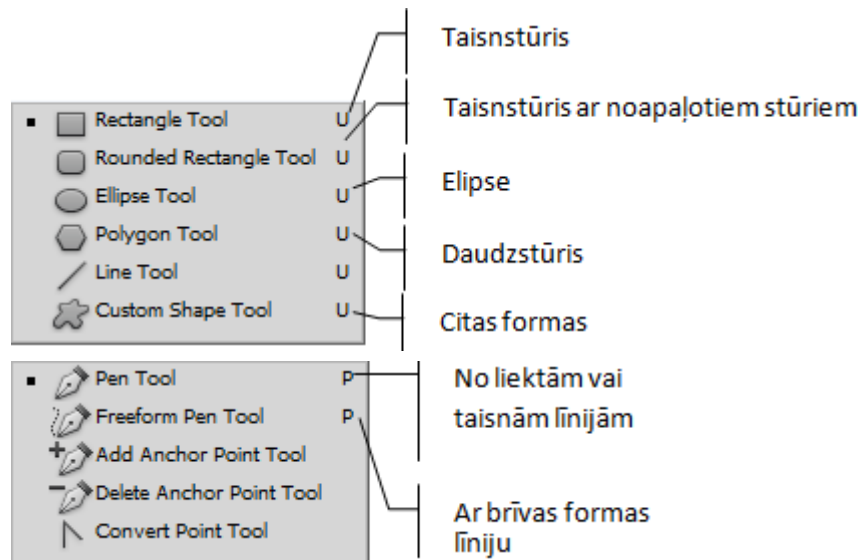 Taisnstūris
Rectangle Tool U
Taisnstūris ar noapaļotiem stūriem
Rounded Rectangle Tool U
Ellipse Tool U
Elipse
Polygon Tool U
Daudzstūris
Line Tool U
Custom Shape Tool U
Citas formas
Pen Tool P
No liektām vai
Freeform Pen Tool P
taisnām līnijām
Add Anchor Point Tool
Delete Anchor Point Tool
Ar brīvas formas
Convert Point Tool
līniju